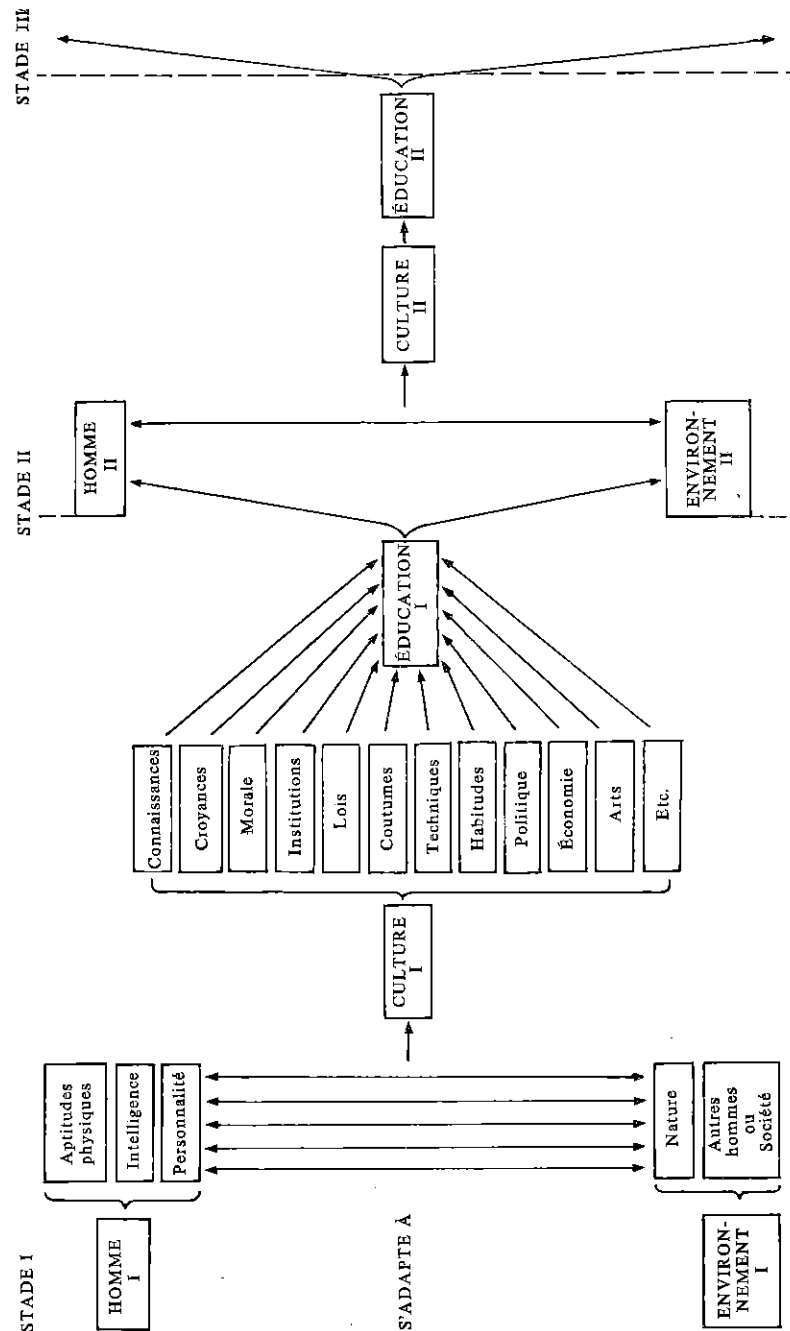 STADE I
HOMME
I
Aptitudes
physiques
Intelligence
Personnalité
S'ADAPTE À
ENVIRON-
NEMENT
I
Nature
Autres
hommes
ou
Société
CULTURE
I
Connaissances
Croyances
Morale
Institutions
Lois
Coutumes
Techniques
Habitudes
Politique
Économie
Arts
Etc.
ÉDUCATION
I
STADE II
HOMME
II
ENVIRON-
NEMENT
II
CULTURE
II
ÉDUCATION
II
STADE III